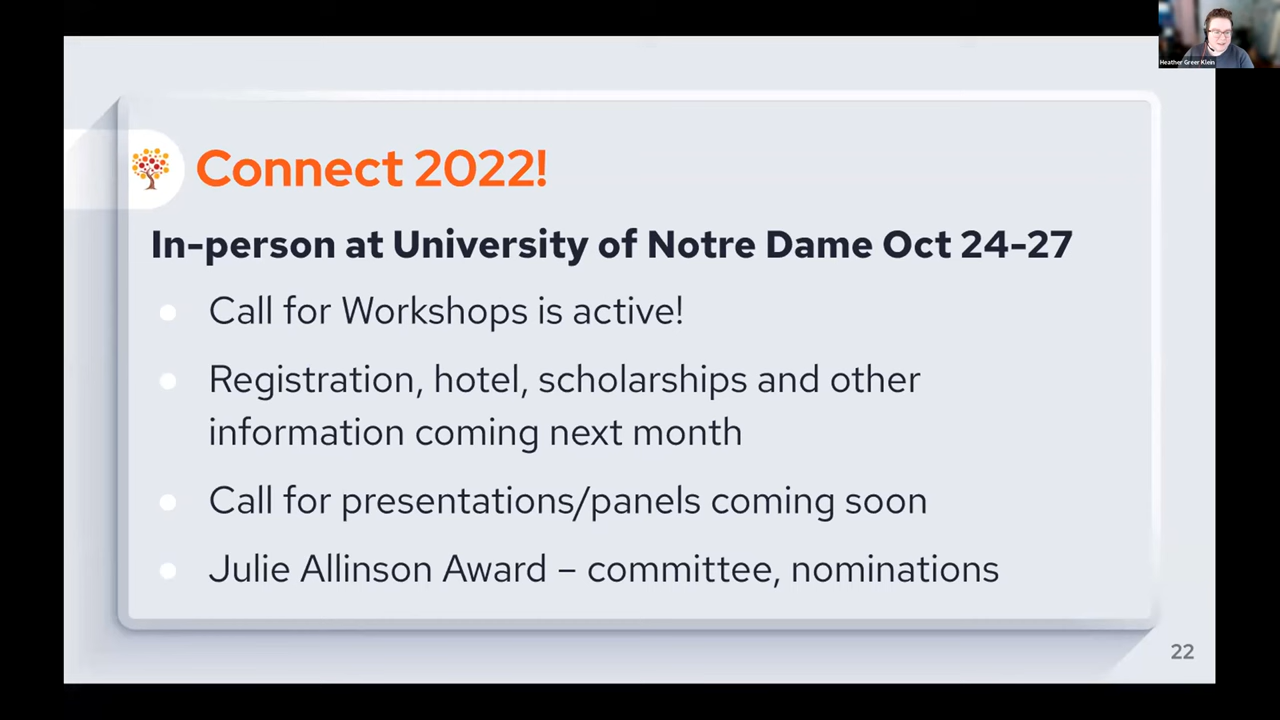 Heather Greer Klein
Connect 2022!
In-person at University of Notre Dame Oct 24-27
Call for Workshops is active!
Registration, hotel, scholarships and other
information coming next month
Call for presentations/panels coming soon
Julie Allinson Award – committee, nominations
22